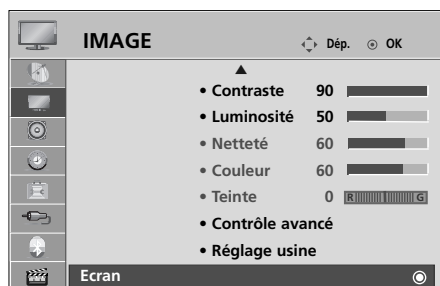 IMAGE Dép. OK
• Contraste 90
• Luminosité 50
• Netteté 60
• Couleur 60
• Teinte 0 R G
• Contrôle avancé
• Réglage usine
Ecran